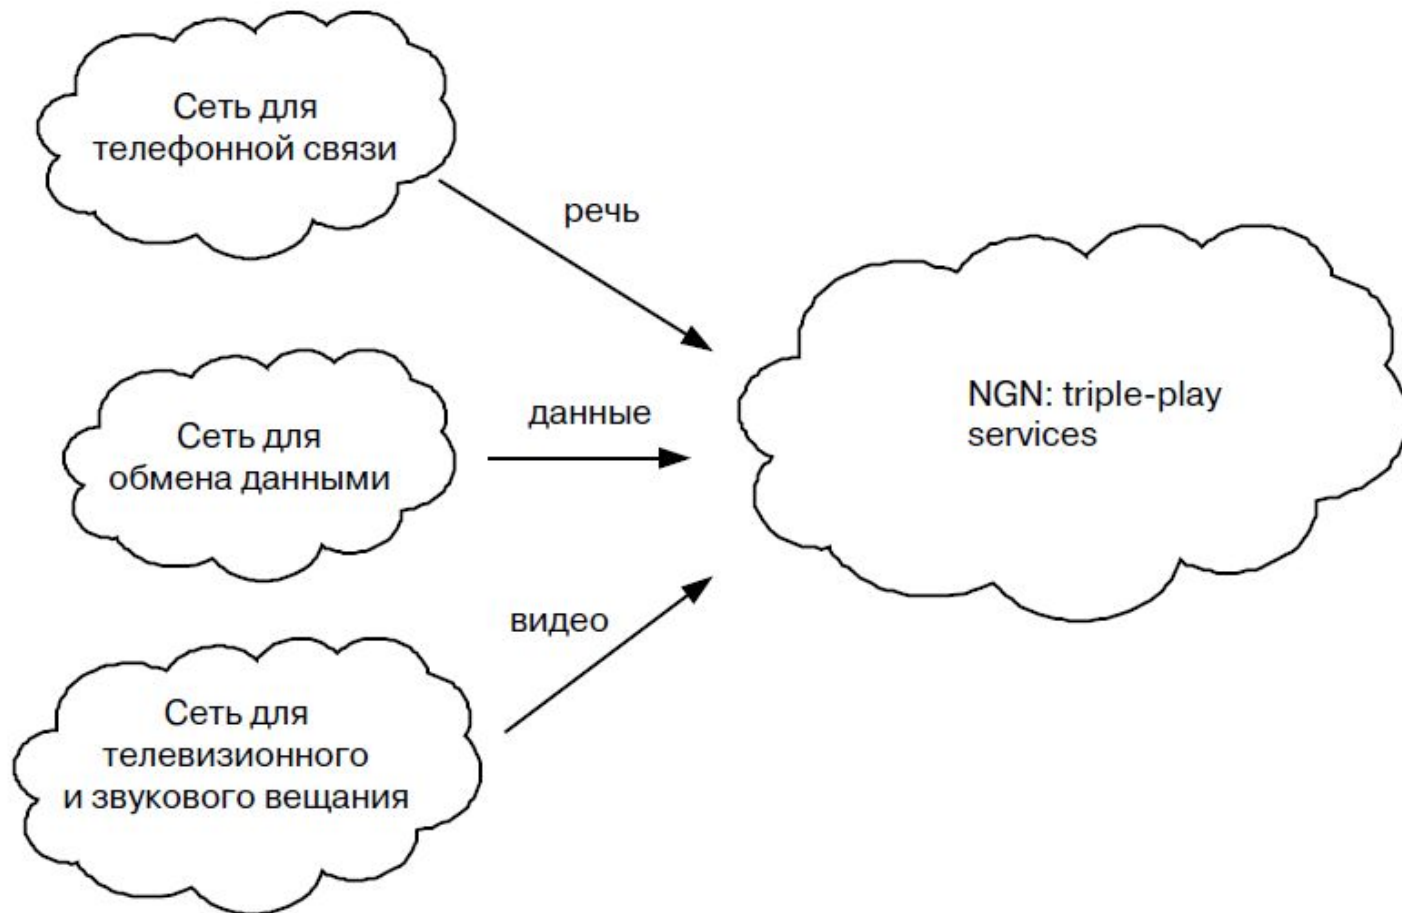 Сеть для
телефонной связи
речь
Сеть для
обмена данными
данные
NGN: triple-play
services
видео
Сеть для
телевизионного
и звукового вещания